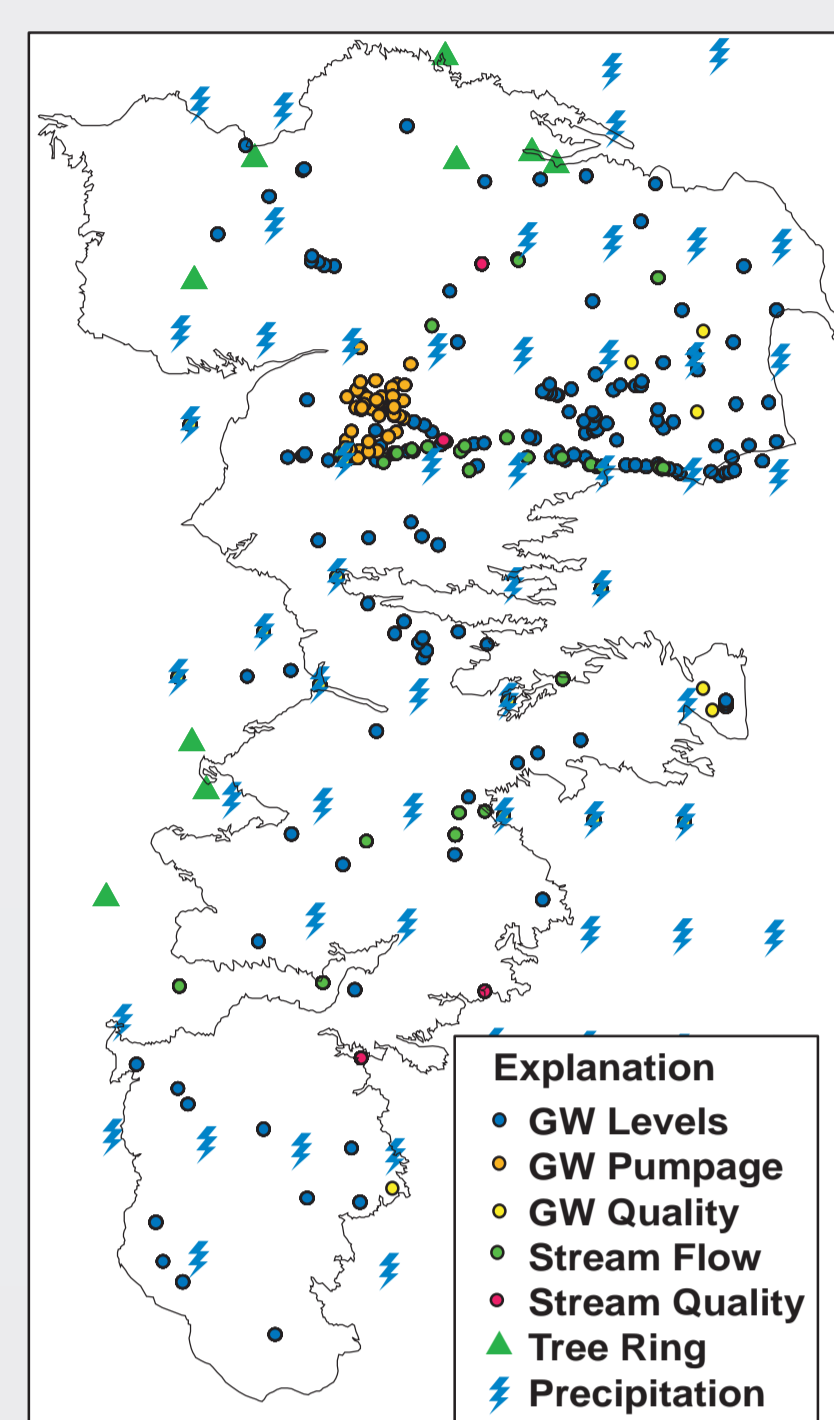 Explanation
GW Levels
GW Pumpage
GW Quality
Stream Flow
Stream Quality
Tree Ring
Precipitation